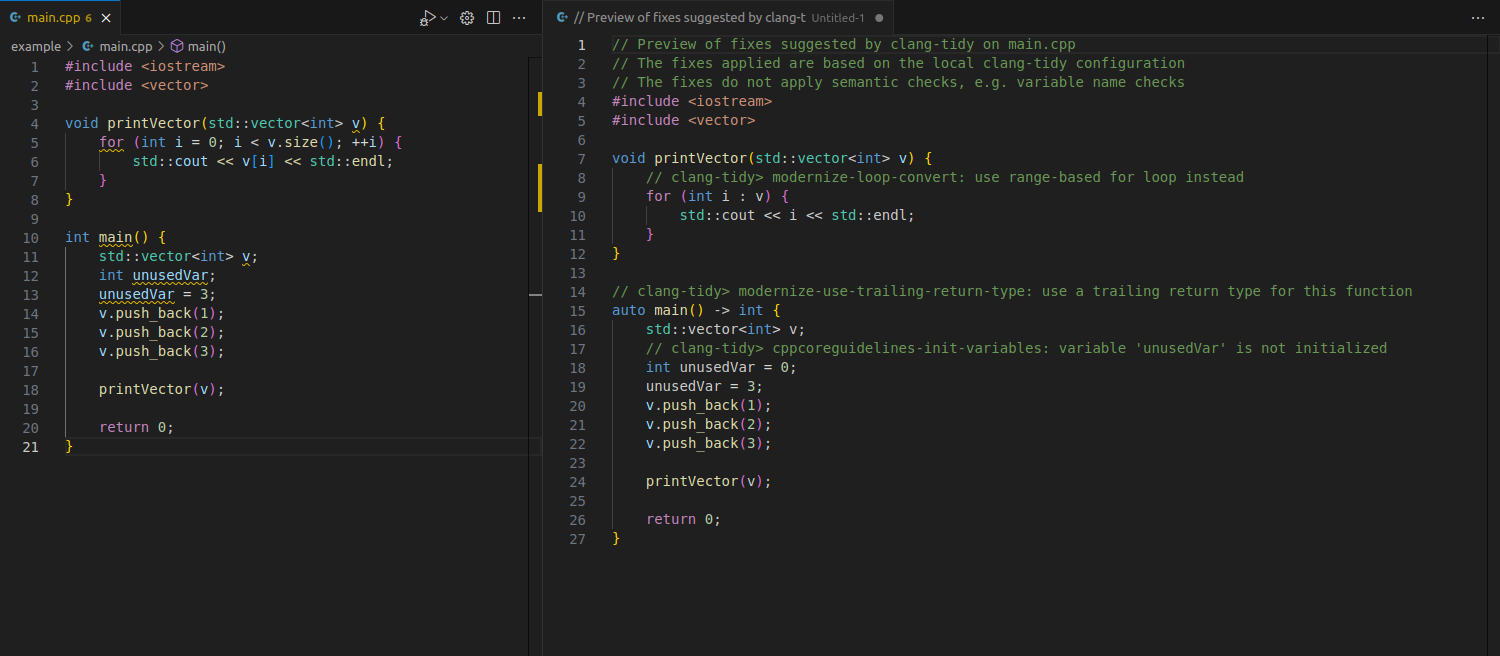 main.cpp 6
example > main.cpp > main()
1 #include <iostream>
2 #include <vector>
3
4 void printVector(std::vector<int> v) {
5     for (int i = 0; i < v.size(); ++i) {
6         std::cout << v[i] << std::endl;
7     }
8 }
9
10 int main() {
11     std::vector<int> v;
12     int unusedVar;
13     unusedVar = 3;
14     v.push_back(1);
15     v.push_back(2);
16     v.push_back(3);
17
18     printVector(v);
19
20     return 0;
21 }
// Preview of fixes suggested by clang-t Untitled-1
1 // Preview of fixes suggested by clang-tidy on main.cpp
2 // The fixes applied are based on the local clang-tidy configuration
3 // The fixes do not apply semantic checks, e.g. variable name checks
4 #include <iostream>
5 #include <vector>
6
7 void printVector(std::vector<int> v) {
8     // clang-tidy> modernize-loop-convert: use range-based for loop instead
9     for (int i : v) {
10         std::cout << i << std::endl;
11     }
12 }
13
14 // clang-tidy> modernize-use-trailing-return-type: use a trailing return type for this function
15 auto main() -> int {
16     std::vector<int> v;
17     // clang-tidy> cppcoreguidelines-init-variables: variable 'unusedVar' is not initialized
18     int unusedVar = 0;
19     unusedVar = 3;
20     v.push_back(1);
21     v.push_back(2);
22     v.push_back(3);
23
24     printVector(v);
25
26     return 0;
27 }